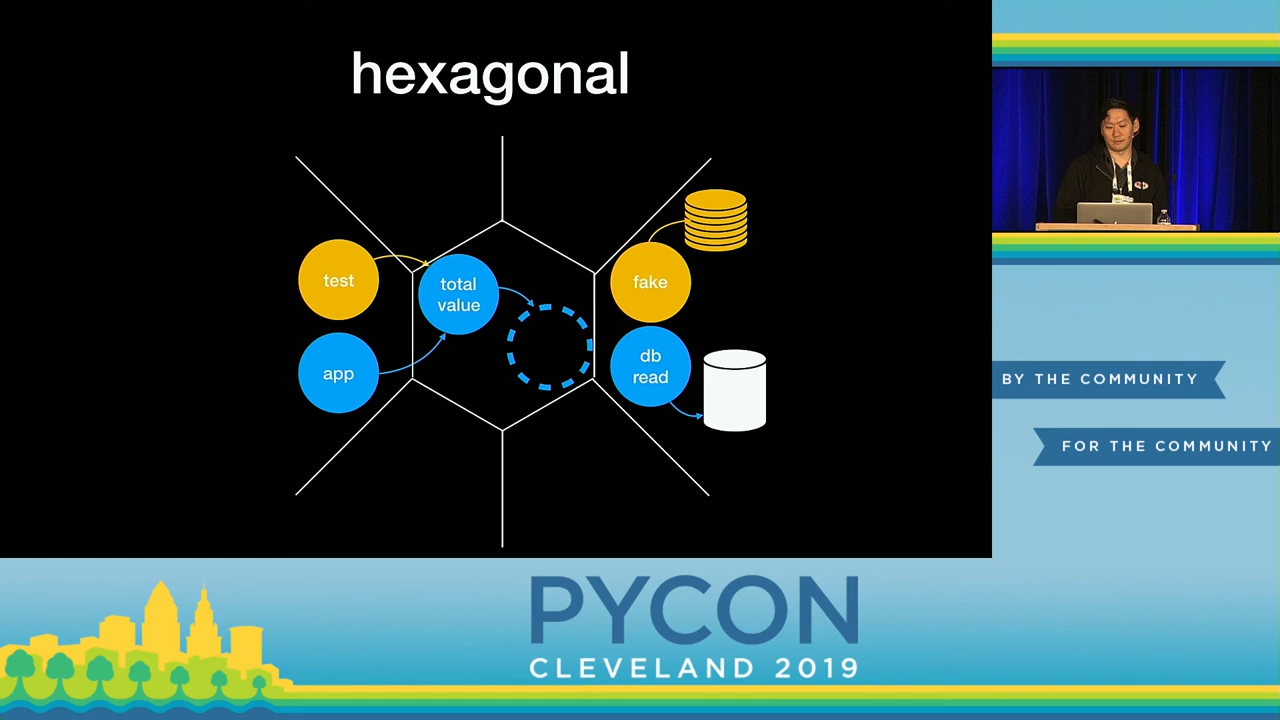 hexagonal
test
total
value
fake
app
db
read
BY THE COMMUNITY
FOR THE COMMUNITY
PYCON
CLEVELAND 2019